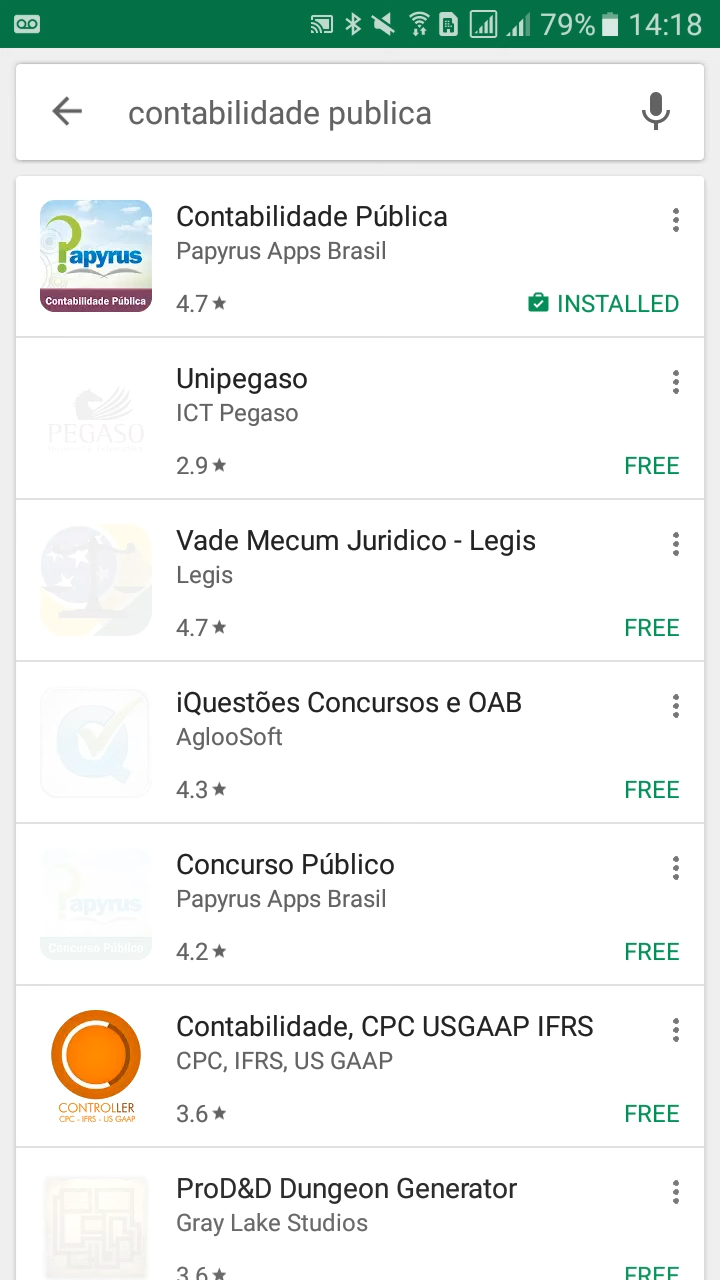 79% 14:18
contabilidade publica
Papyrus
Contabilidade Pública
Contabilidade Pública
Papyrus Apps Brasil
4.7
INSTALLED
PEGASO
Unipegaso
ICT Pegaso
2.9
FREE
Vade Mecum Juridico - Legis
Legis
4.7
FREE
iQuestões Concursos e OAB
AglooSoft
4.3
FREE
Papyrus
Concurso Público
Concurso Público
Papyrus Apps Brasil
4.2
FREE
CONTROLLER
CPC - IFRS - US GAAP
Contabilidade, CPC USGAAP IFRS
CPC, IFRS, US GAAP
3.6
FREE
ProD&D Dungeon Generator
Gray Lake Studios
3.6
FREE